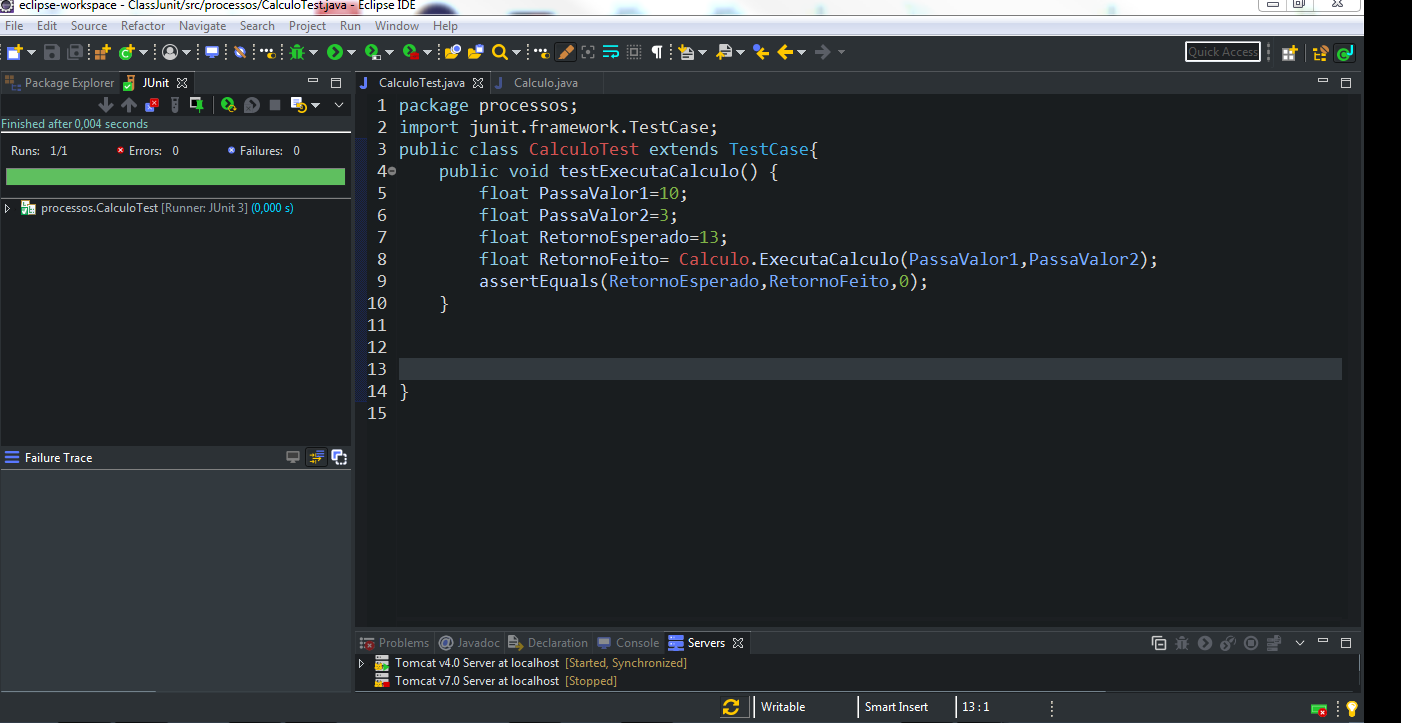 eclipse-workspace - ClassJunit/src/processos/CalculoTest.java - Eclipse IDE
File Edit Source Refactor Navigate Search Project Run Window Help
Quick Access
Package Explorer JUnit
Finished after 0,004 seconds
Runs: 1/1 Errors: 0 Failures: 0
processos.CalculoTest [Runner: JUnit 3] (0,000 s)
Failure Trace
CalculoTest.java Calculo.java
1 package processos;
2 import junit.framework.TestCase;
3 public class CalculoTest extends TestCase{
4 public void testExecutaCalculo() {
5 float PassaValor1=10;
6 float PassaValor2=3;
7 float RetornoEsperado=13;
8 float RetornoFeito= Calculo.ExecutaCalculo(PassaValor1,PassaValor2);
9 assertEquals(RetornoEsperado,RetornoFeito,0);
10 }
11
12
13
14 }
15
Problems Javadoc Declaration Console Servers
Tomcat v4.0 Server at localhost [Started, Synchronized]
Tomcat v7.0 Server at localhost [Stopped]
Writable Smart Insert 13 : 1